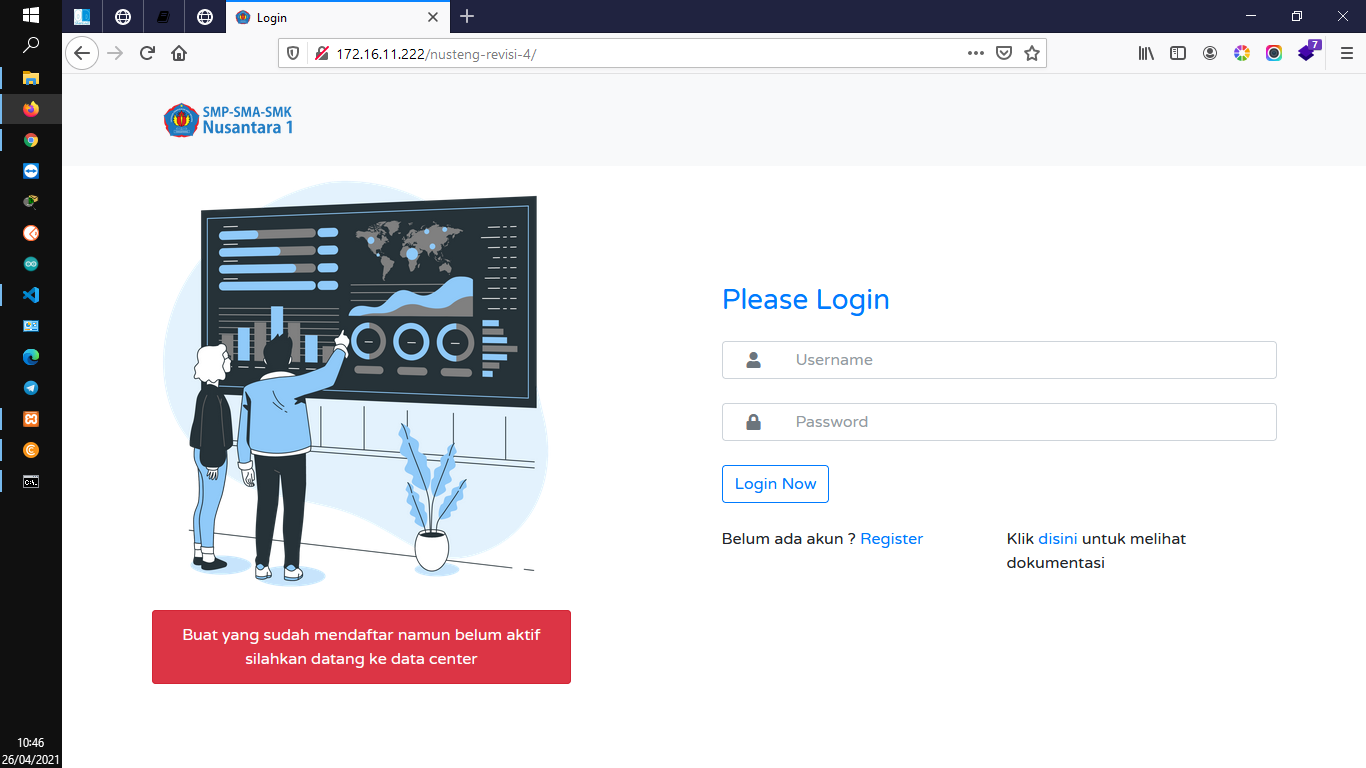 Login
172.16.11.222/nusteng-revisi-4/
7
SMP-SMA-SMK
Nusantara 1
Please Login
Username
Password
Login Now
Belum ada akun ? Register
Klik disini untuk melihat
dokumentasi
Buat yang sudah mendaftar namun belum aktif
silahkan datang ke data center
10:46
26/04/2021